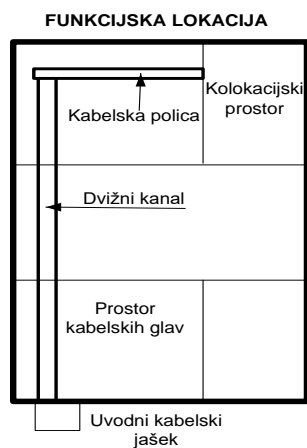 FUNKCIJSKA LOKACIJA
Kolokacijski
prostor
Kabelska polica
Dvižni kanal
Prostor
kabelskih glav
Uvodni kabelski
jašek